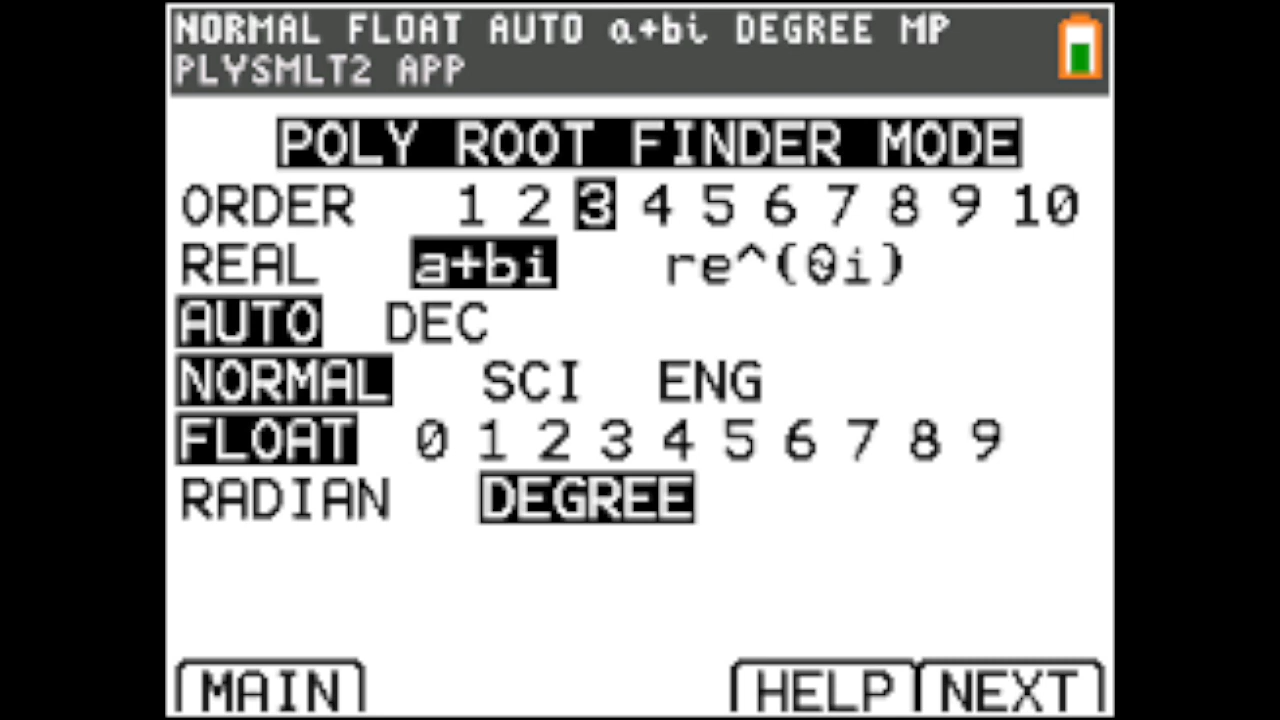 NORMAL FLOAT AUTO a+bi DEGREE MP
PLYSMLT2 APP
POLY ROOT FINDER MODE
ORDER 1 2 3 4 5 6 7 8 9 10
REAL a+bi re^(θi)
AUTO DEC
NORMAL SCI ENG
FLOAT 0 1 2 3 4 5 6 7 8 9
RADIAN DEGREE
MAIN HELP NEXT